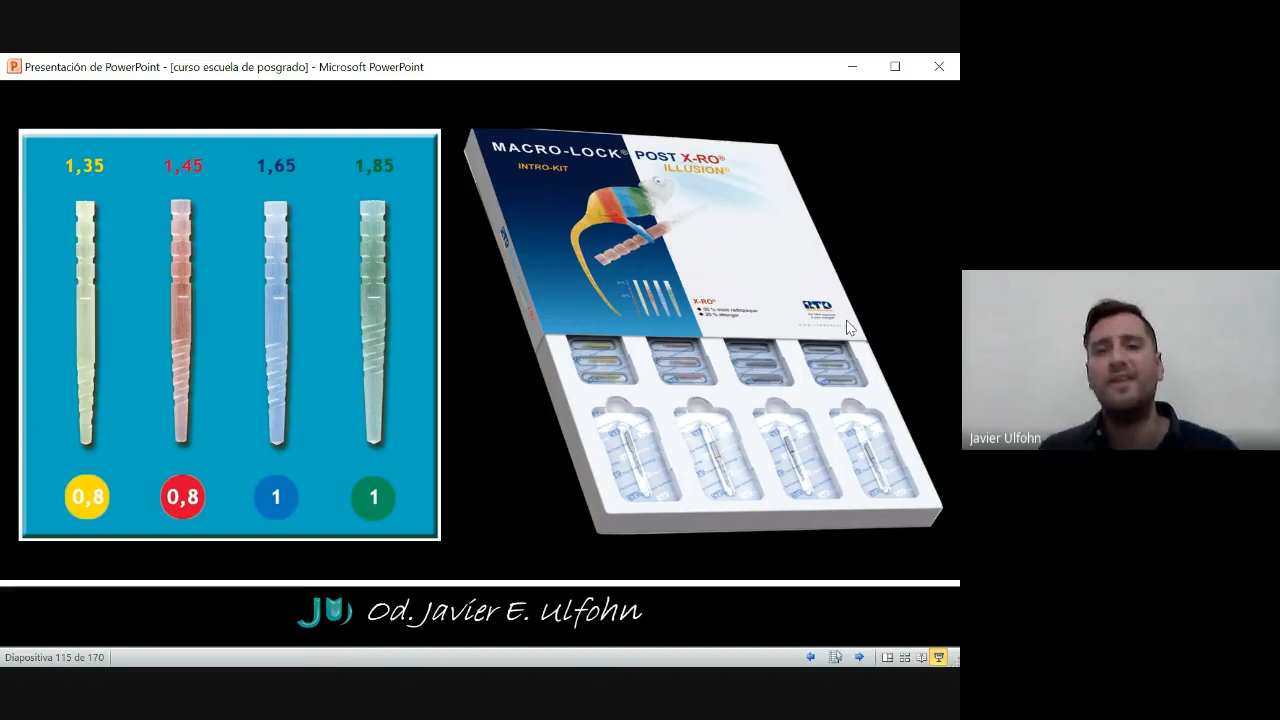 Presentación de PowerPoint - [curso escuela de posgrado] - Microsoft PowerPoint
1,35 1,45 1,65 1,85
0,8 0,8 1 1
MACRO-LOCK® POST X-RO®
INTRO-KIT
ILLUSION®
X-RO®
RTD
Javier Ulfohn
JU Od. Javier E. Ulfohn
Diapositiva 115 de 170